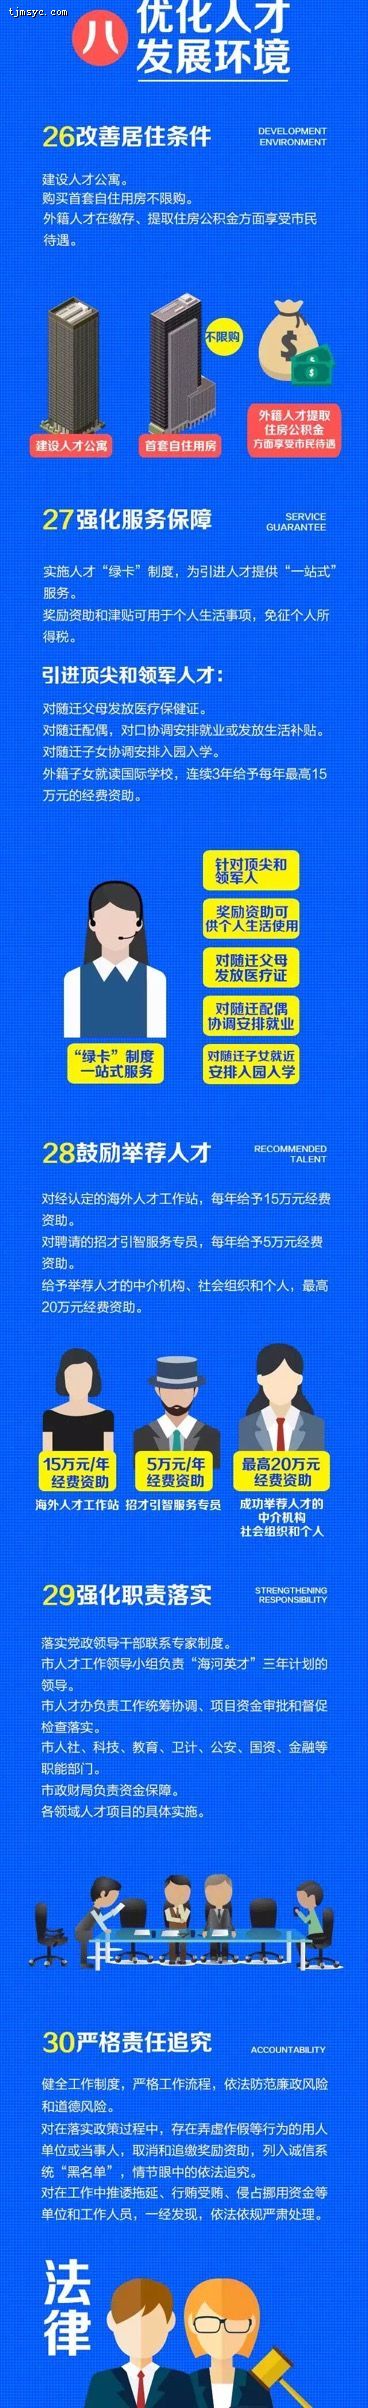 tjmsyc.com
八
优化人才
发展环境
26改善居住条件
DEVELOPMENT
ENVIRONMENT
建设人才公寓。
购买首套自住用房不限购。
外籍人才在缴存、提取住房公积金方面享受市民
待遇。
不限购
$
$
$
建设人才公寓
首套自住用房
外籍人才提取
住房公积金
方面享受市民待遇
27强化服务保障
SERVICE
GUARANTEE
实施人才“绿卡”制度，为引进人才提供“一站式”
服务。
奖励资助和津贴可用于个人生活事项，免征个人所
得税。
引进顶尖和领军人才：
对随迁父母发放医疗保健证。
对随迁配偶，对口协调安排就业或发放生活补贴。
对随迁子女协调安排入园入学。
外籍子女就读国际学校，连续3年给予每年最高15
万元的经费资助。
针对顶尖和
领军人
奖励资助可
供个人生活使用
对随迁父母
发放医疗证
对随迁配偶
协调安排就业
对随迁子女就近
安排入园入学
“绿卡”制度
一站式服务
28鼓励举荐人才
RECOMMENDED
TALENT
对经认定的海外人才工作站，每年给予15万元经费
资助。
对聘请的招才引智服务专员，每年给予5万元经费
资助。
给予举荐人才的中介机构、社会组织和个人，最高
20万元经费资助。
15万元/年
经费资助
5万元/年
经费资助
最高20万元
经费资助
海外人才工作站
招才引智服务专员
成功举荐人才的
中介机构
社会组织和个人
29强化职责落实
STRENGTHENING
RESPONSIBILITY
落实党政领导干部联系专家制度。
市人才工作领导小组负责“海河英才”三年计划的
领导。
市人才办负责工作统筹协调、项目资金审批和督促
检查落实。
市人社、科技、教育、卫计、公安、国资、金融等
职能部门。
市政财局负责资金保障。
各领域人才项目的具体实施。
30严格责任追究
ACCOUNTABILITY
健全工作制度，严格工作流程，依法防范廉政风险
和道德风险。
对在落实政策过程中，存在弄虚作假等行为的用人
单位或当事人，取消和追缴奖励资助，列入诚信系
统“黑名单”，情节眼中的依法追究。
对在工作中推诿拖延、行贿受贿、侵占挪用资金等
单位和工作人员，一经发现，依法依规严肃处理。
法
律